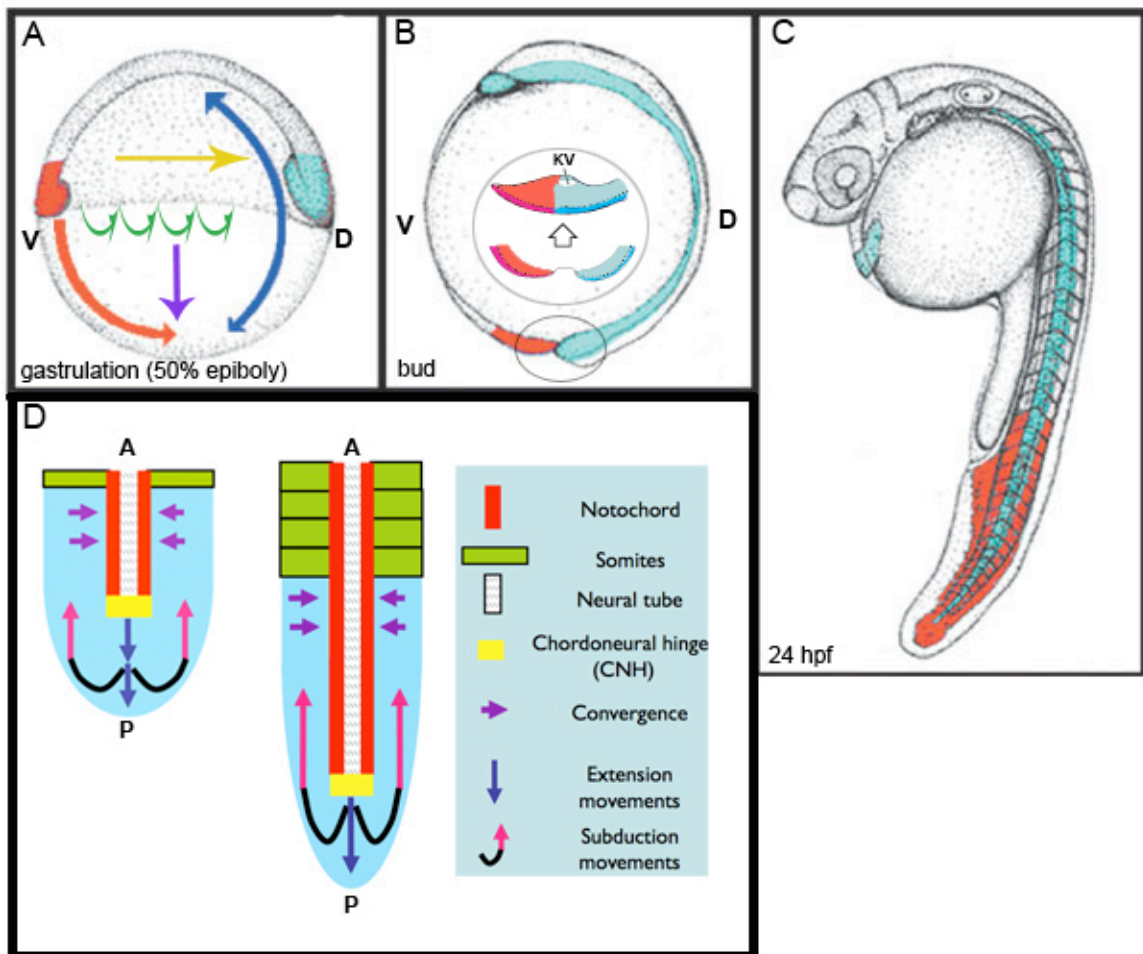 A
V
D
gastrulation (50% epiboly)
B
KV
V
D
bud
C
24 hpf
D
A
P
A
P
Notochord
Somites
Neural tube
Chordoneural hinge
(CNH)
Convergence
Extension
movements
Subduction
movements